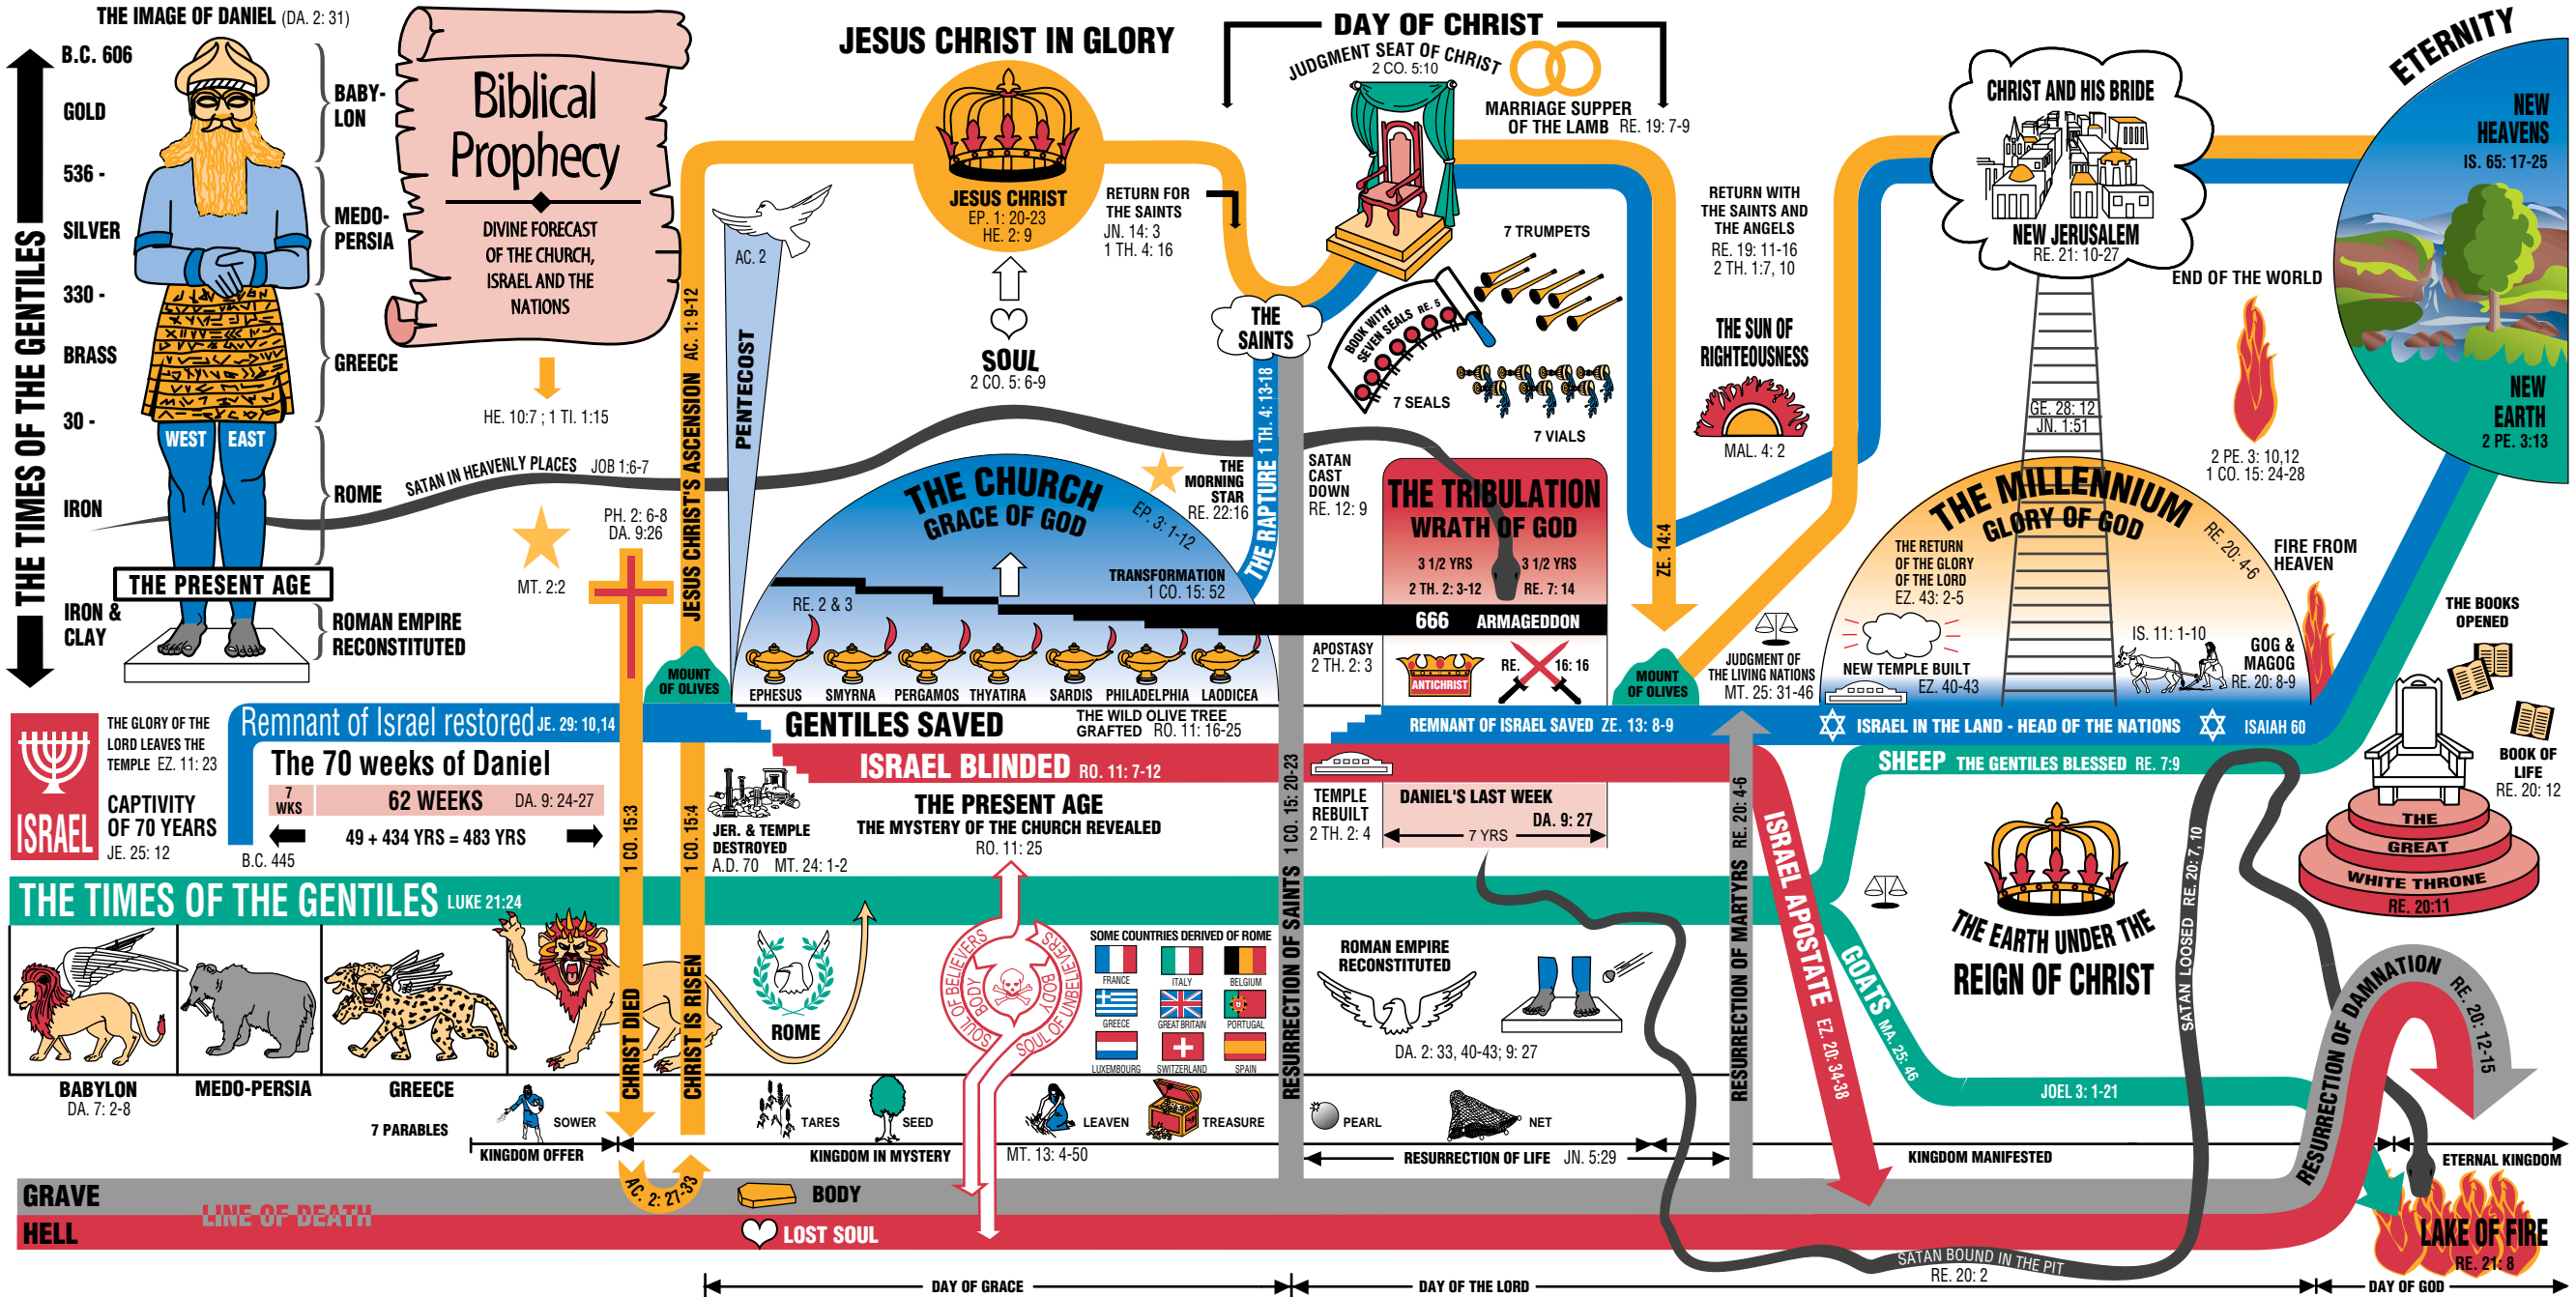 THE IMAGE OF DANIEL (DA. 2: 31)
B.C. 606
GOLD
536 -
SILVER
330 -
BRASS
30 -
IRON
IRON &
CLAY
THE TIMES OF THE GENTILES
BABY-
LON
MEDO-
PERSIA
GREECE
ROME
WEST EAST
THE PRESENT AGE
ROMAN EMPIRE
RECONSTITUTED
Biblical
Prophecy
DIVINE FORECAST
OF THE CHURCH,
ISRAEL AND THE
NATIONS
HE. 10:7 ; 1 TI. 1:15
SATAN IN HEAVENLY PLACES JOB 1:6-7
MT. 2:2
PH. 2: 6-8
DA. 9:26
JESUS CHRIST'S ASCENSION AC. 1: 9-12
AC. 2
PENTECOST
JESUS CHRIST IN GLORY
JESUS CHRIST
EP. 1: 20-23
HE. 2: 9
SOUL
2 CO. 5: 6-9
RETURN FOR
THE SAINTS
JN. 14: 3
1 TH. 4: 16
DAY OF CHRIST
JUDGMENT SEAT OF CHRIST
2 CO. 5:10
MARRIAGE SUPPER
OF THE LAMB RE. 19: 7-9
THE
SAINTS
7 TRUMPETS
BOOK WITH
SEVEN SEALS RE. 5
7 SEALS
7 VIALS
RETURN WITH
THE SAINTS AND
THE ANGELS
RE. 19: 11-16
2 TH. 1:7, 10
THE SUN OF
RIGHTEOUSNESS
MAL. 4: 2
CHRIST AND HIS BRIDE
NEW JERUSALEM
RE. 21: 10-27
END OF THE WORLD
2 PE. 3: 10,12
1 CO. 15: 24-28
ETERNITY
NEW
HEAVENS
IS. 65: 17-25
NEW
EARTH
2 PE. 3:13
GE. 28: 12
JN. 1:51
THE CHURCH
GRACE OF GOD
EP. 3: 1-12
TRANSFORMATION
1 CO. 15: 52
RE. 2 & 3
EPHESUS SMYRNA PERGAMOS THYATIRA SARDIS PHILADELPHIA LAODICEA
THE
MORNING
STAR
RE. 22:16
THE RAPTURE 1 TH. 4: 13-18
SATAN
CAST
DOWN
RE. 12: 9
THE TRIBULATION
WRATH OF GOD
3 1/2 YRS 3 1/2 YRS
2 TH. 2: 3-12 RE. 7: 14
666 ARMAGEDDON
APOSTASY
2 TH. 2: 3
ANTICHRIST
RE. 16: 16
ZE. 14:4
MOUNT
OF OLIVES
MOUNT
OF OLIVES
JUDGMENT OF
THE LIVING NATIONS
MT. 25: 31-46
THE MILLENNIUM
GLORY OF GOD
RE. 20: 4-6
THE RETURN
OF THE GLORY
OF THE LORD
EZ. 43: 2-5
NEW TEMPLE BUILT
EZ. 40-43
IS. 11: 1-10
GOG &
MAGOG
RE. 20: 8-9
FIRE FROM
HEAVEN
THE BOOKS
OPENED
BOOK OF
LIFE
RE. 20: 12
THE
GREAT
WHITE THRONE
RE. 20:11
ISRAEL
THE GLORY OF THE
LORD LEAVES THE
TEMPLE EZ. 11: 23
CAPTIVITY
OF 70 YEARS
JE. 25: 12
Remnant of Israel restored JE. 29: 10,14
The 70 weeks of Daniel
7
WKS
62 WEEKS DA. 9: 24-27
49 + 434 YRS = 483 YRS
B.C. 445
1 CO. 15:3
1 CO. 15:4
GENTILES SAVED
THE WILD OLIVE TREE
GRAFTED RO. 11: 16-25
ISRAEL BLINDED RO. 11: 7-12
JER. & TEMPLE
DESTROYED
A.D. 70 MT. 24: 1-2
THE PRESENT AGE
THE MYSTERY OF THE CHURCH REVEALED
RO. 11: 25
REMNANT OF ISRAEL SAVED ZE. 13: 8-9
TEMPLE
REBUILT
2 TH. 2: 4
DANIEL'S LAST WEEK
DA. 9: 27
7 YRS
ISRAEL IN THE LAND - HEAD OF THE NATIONS ISAIAH 60
SHEEP THE GENTILES BLESSED RE. 7:9
THE TIMES OF THE GENTILES LUKE 21:24
BABYLON
DA. 7: 2-8
MEDO-PERSIA
GREECE
CHRIST DIED
CHRIST IS RISEN
ROME
SOUL OF BELIEVERS
BODY
BODY
SOUL OF UNBELIEVERS
SOME COUNTRIES DERIVED OF ROME
FRANCE ITALY BELGIUM
GREECE GREAT BRITAIN PORTUGAL
LUXEMBOURG SWITZERLAND SPAIN
RESURRECTION OF SAINTS 1 CO. 15: 20-23
ROMAN EMPIRE
RECONSTITUTED
DA. 2: 33, 40-43; 9: 27
RESURRECTION OF MARTYRS RE. 20: 4-6
ISRAEL APOSTATE EZ. 20: 34-38
GOATS MA. 25: 46
JOEL 3: 1-21
THE EARTH UNDER THE
REIGN OF CHRIST
SATAN LOOSED RE. 20: 7, 10
RESURRECTION OF DAMNATION RE. 20: 12-15
7 PARABLES
SOWER
TARES
SEED
LEAVEN
TREASURE
PEARL
NET
KINGDOM OFFER
KINGDOM IN MYSTERY
MT. 13: 4-50
RESURRECTION OF LIFE JN. 5:29
KINGDOM MANIFESTED
ETERNAL KINGDOM
GRAVE
LINE OF DEATH
HELL
AC. 2: 27-33
BODY
LOST SOUL
SATAN BOUND IN THE PIT
RE. 20: 2
LAKE OF FIRE
RE. 21: 8
DAY OF GRACE
DAY OF THE LORD
DAY OF GOD